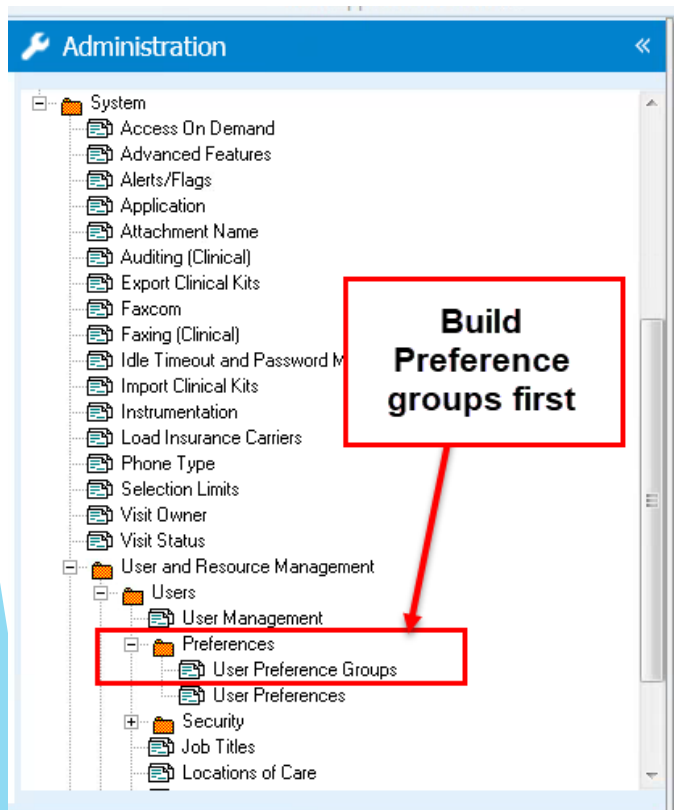 Administration
System
Access On Demand
Advanced Features
Alerts/Flags
Application
Attachment Name
Auditing (Clinical)
Export Clinical Kits
Faxcom
Faxing (Clinical)
Idle Timeout and Password M
Import Clinical Kits
Instrumentation
Load Insurance Carriers
Phone Type
Selection Limits
Visit Owner
Visit Status
User and Resource Management
Users
User Management
Preferences
User Preference Groups
User Preferences
Security
Job Titles
Locations of Care
Build
Preference
groups first